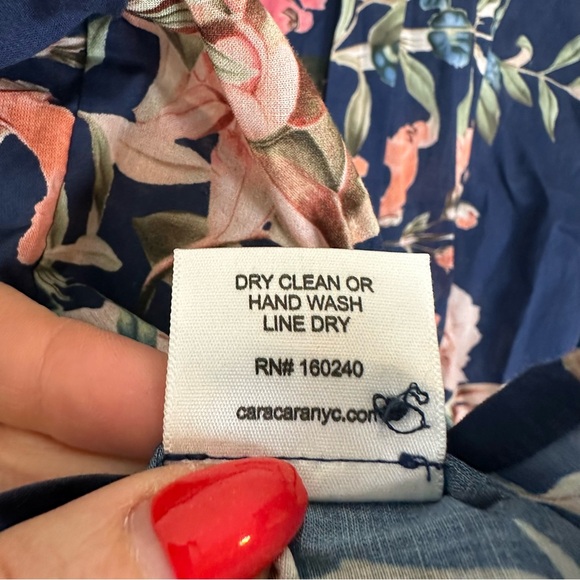 DRY CLEAN OR
HAND WASH
LINE DRY
RN# 160240
caracaranyc.com